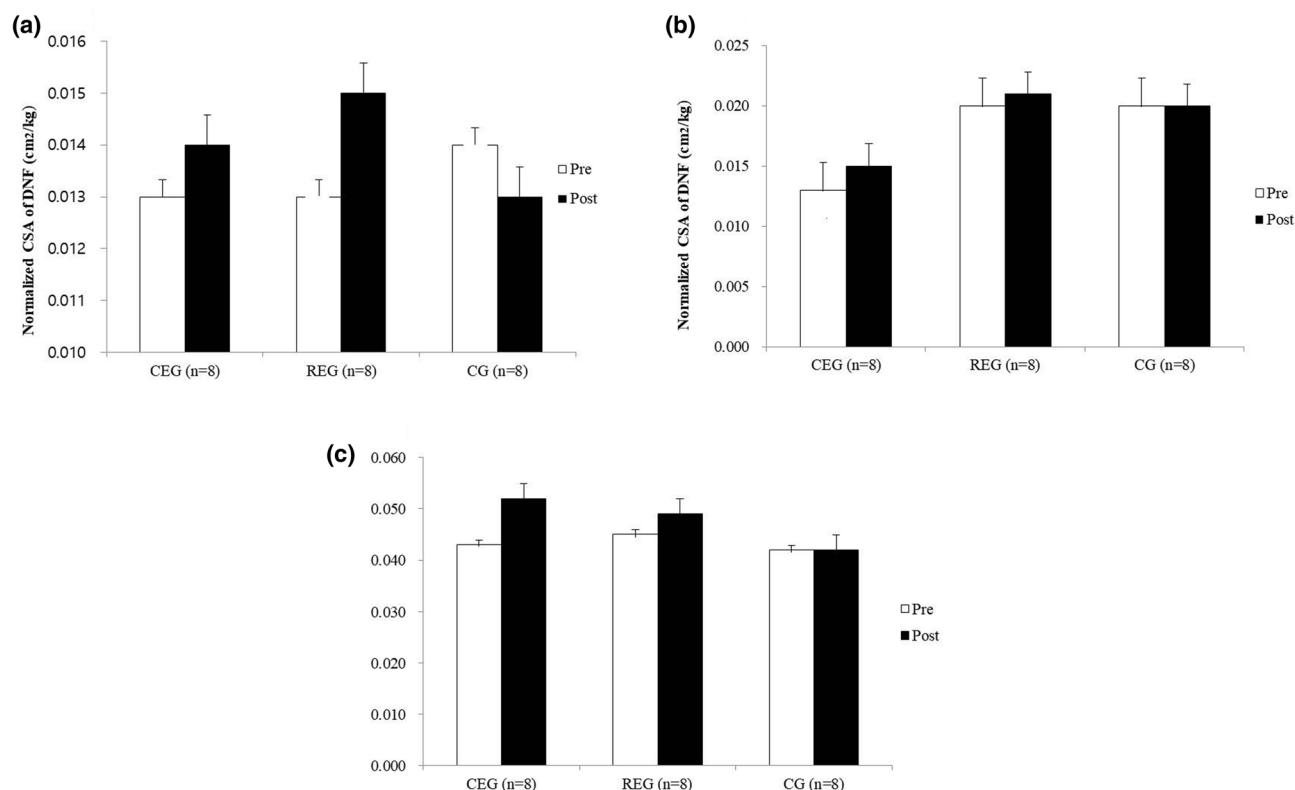 (a)
Normalized CSA of DNF (cm2/kg)
0.016
0.015
0.014
0.013
0.012
0.011
0.010
CEG (n=8) REG (n=8) CG (n=8)
Pre
Post
(b)
Normalized CSA of DNF (cm2/kg)
0.025
0.020
0.015
0.010
0.005
0.000
CEG (n=8) REG (n=8) CG (n=8)
Pre
Post
(c)
0.060
0.050
0.040
0.030
0.020
0.010
0.000
CEG (n=8) REG (n=8) CG (n=8)
Pre
Post